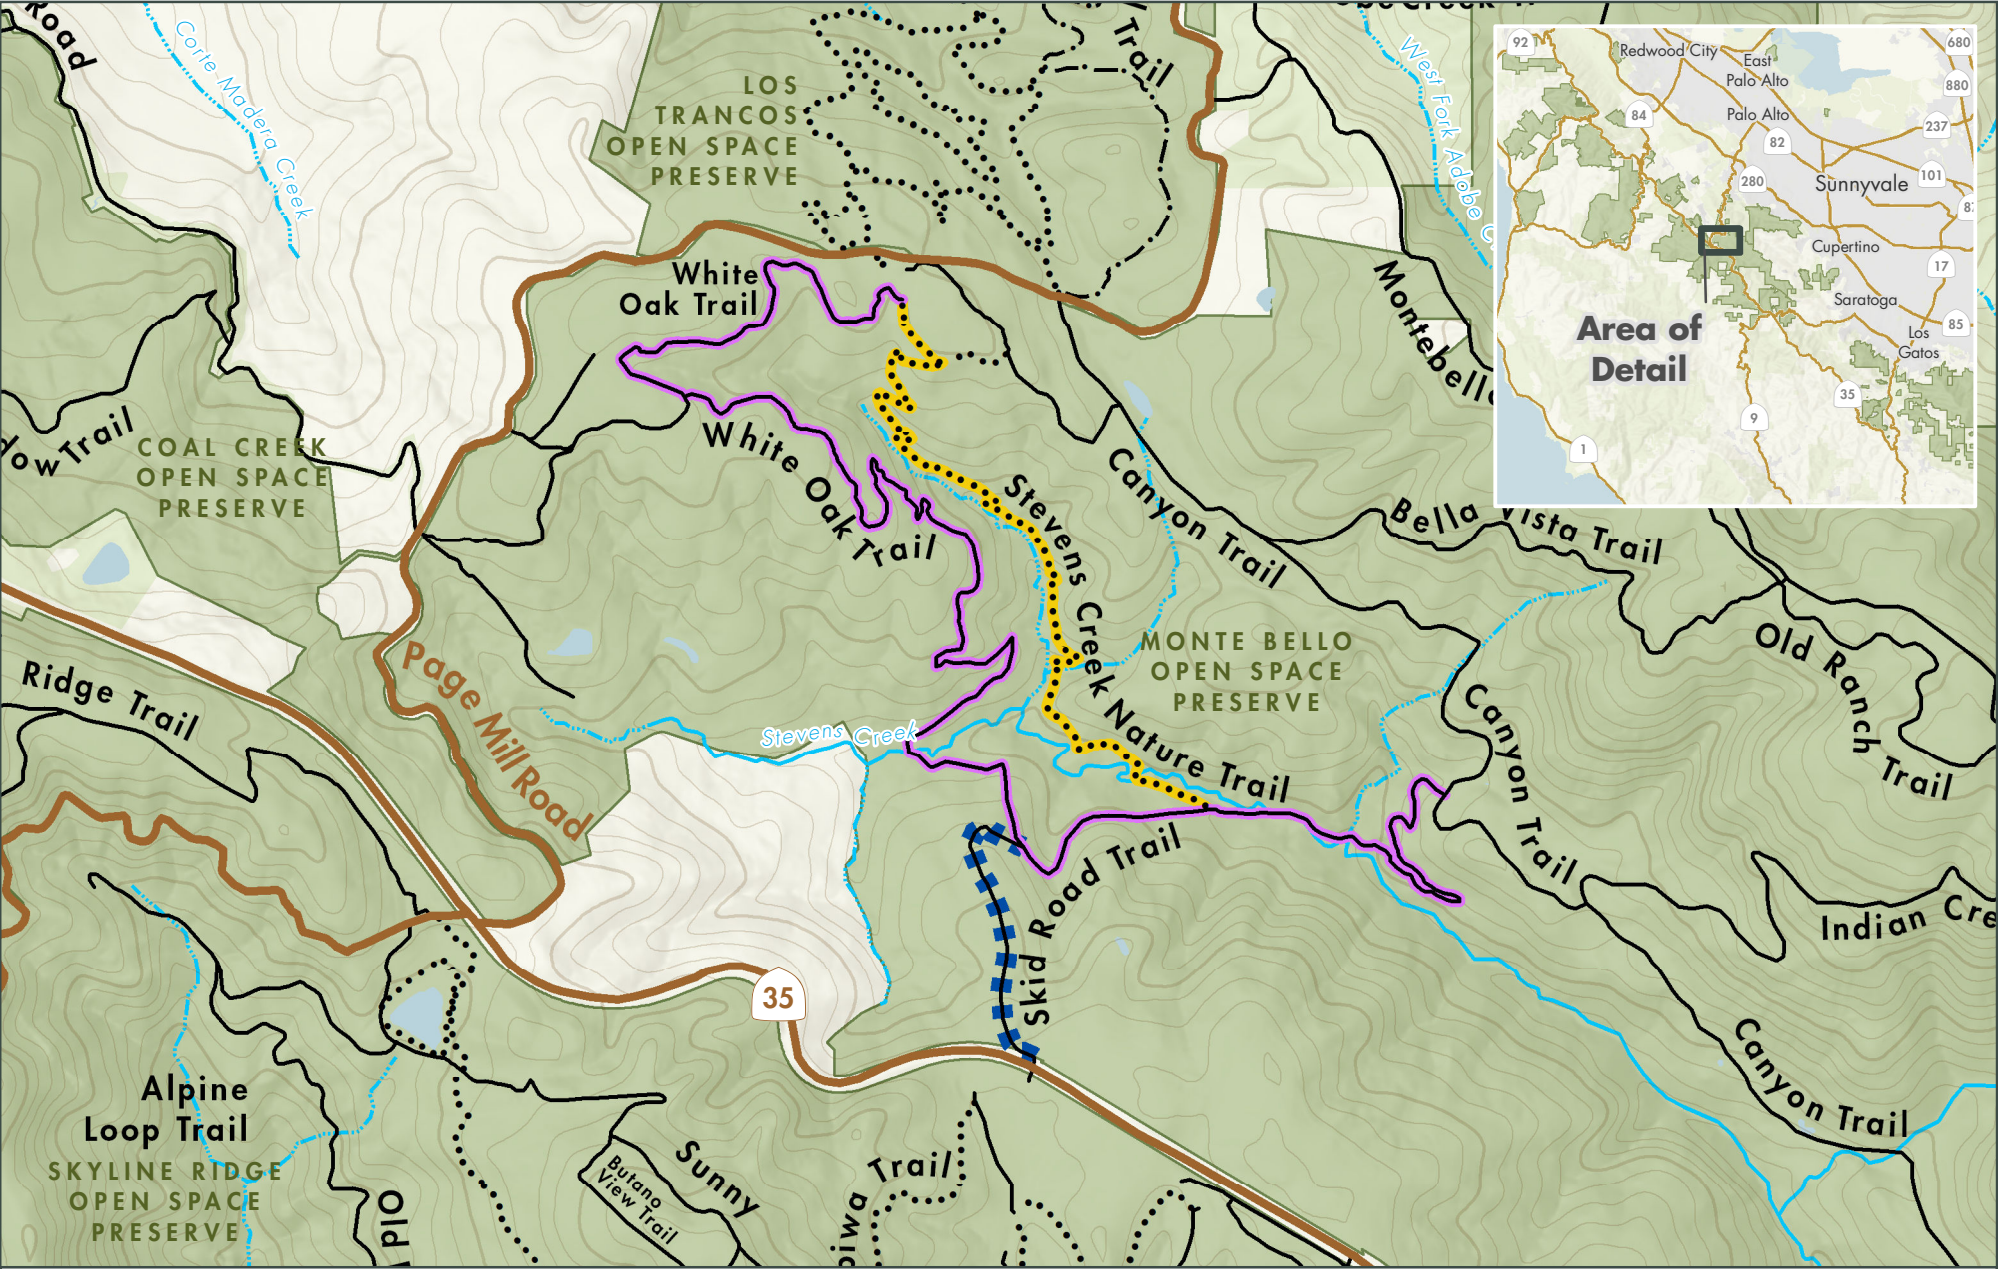 Road
Corte Madera Creek
LOS
TRANCOS
OPEN SPACE
PRESERVE
Trail
West Fork Adobe C
92
Redwood City
East
Palo Alto
680
880
84
Palo Alto
82
237
280
Sunnyvale
101
Cupertino
17
Saratoga
85
Los
Gatos
35
9
1
Area of
Detail
White
Oak Trail
Montebello
dow Trail
COAL CREEK
OPEN SPACE
PRESERVE
White Oak Trail
Stevens Creek Nature Trail
Canyon Trail
Bella Vista Trail
MONTE BELLO
OPEN SPACE
PRESERVE
Old Ranch Trail
Ridge Trail
Page Mill Road
Stevens Creek
Canyon Trail
Skid Road Trail
Indian Cre
35
Canyon Trail
Alpine
Loop Trail
SKYLINE RIDGE
OPEN SPACE
PRESERVE
Old
Butano
View Trail
Sunny
piwa Trail